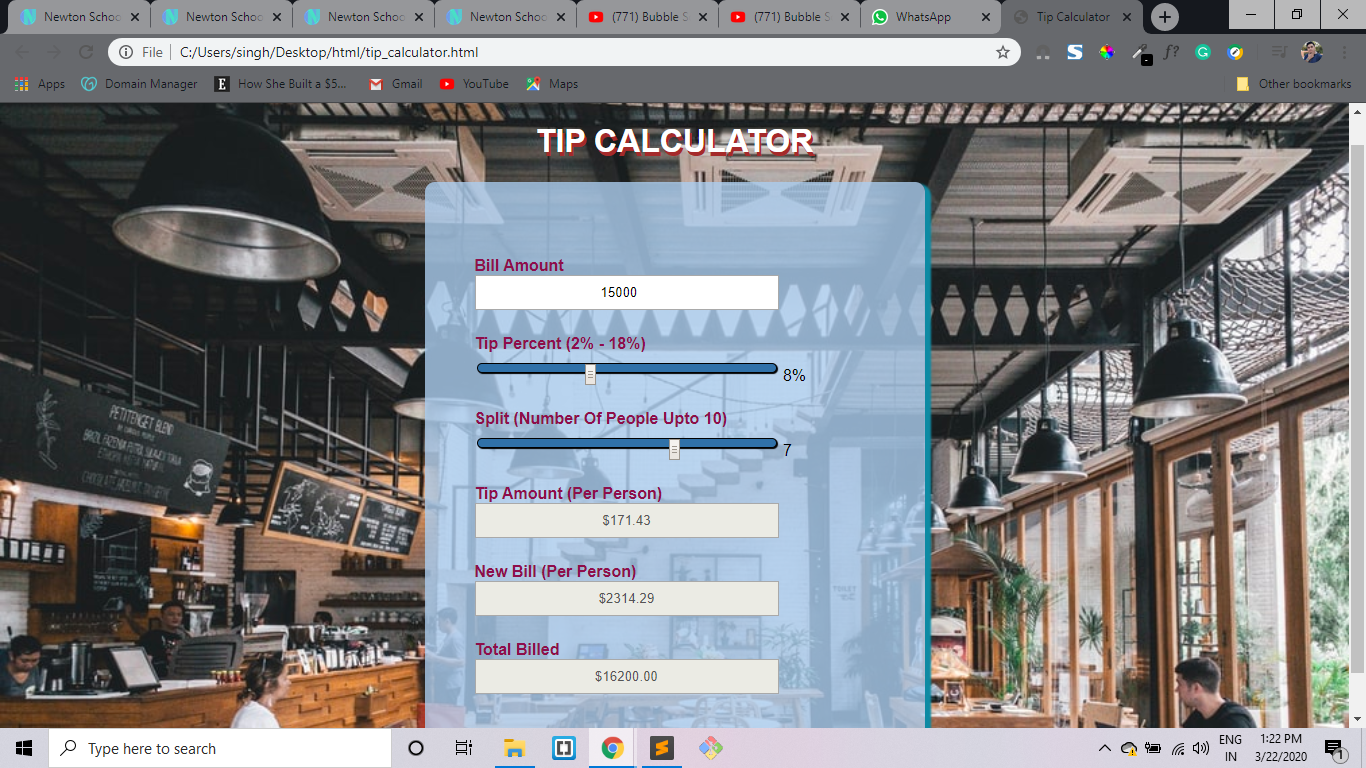 Newton Schoo
Newton Schoo
Newton Schoo
Newton Schoo
(771) Bubble S
(771) Bubble S
WhatsApp
Tip Calculator
File
C:/Users/singh/Desktop/html/tip_calculator.html
f?
Apps
Domain Manager
How She Built a $5...
Gmail
YouTube
Maps
Other bookmarks
TIP CALCULATOR
Bill Amount
15000
Tip Percent (2% - 18%)
8%
Split (Number Of People Upto 10)
7
Tip Amount (Per Person)
$171.43
New Bill (Per Person)
$2314.29
Total Billed
$16200.00
PETITENGET BLEND
TOILET
Type here to search
ENG
IN
1:22 PM
3/22/2020
1